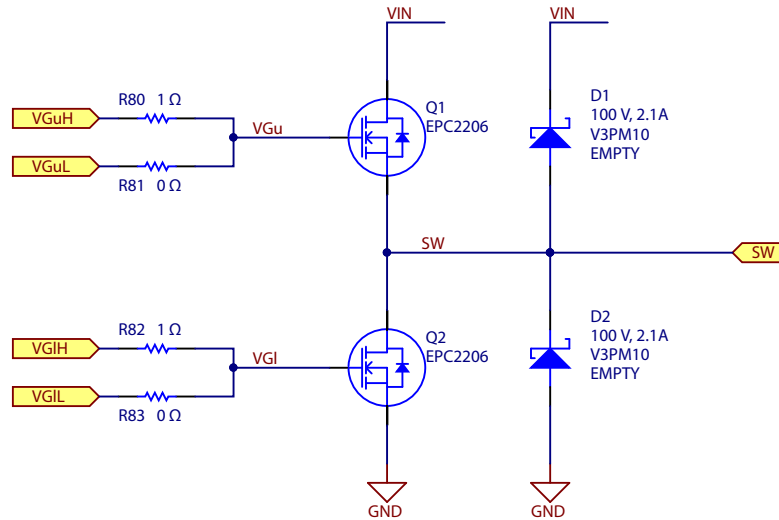 VIN
VIN
R80 1 Ω
VGuH
VGu
VGuL
R81 0 Ω
Q1
EPC2206
D1
100 V, 2.1A
V3PM10
EMPTY
SW
SW
R82 1 Ω
VGlH
VGl
VGlL
R83 0 Ω
Q2
EPC2206
D2
100 V, 2.1A
V3PM10
EMPTY
GND
GND